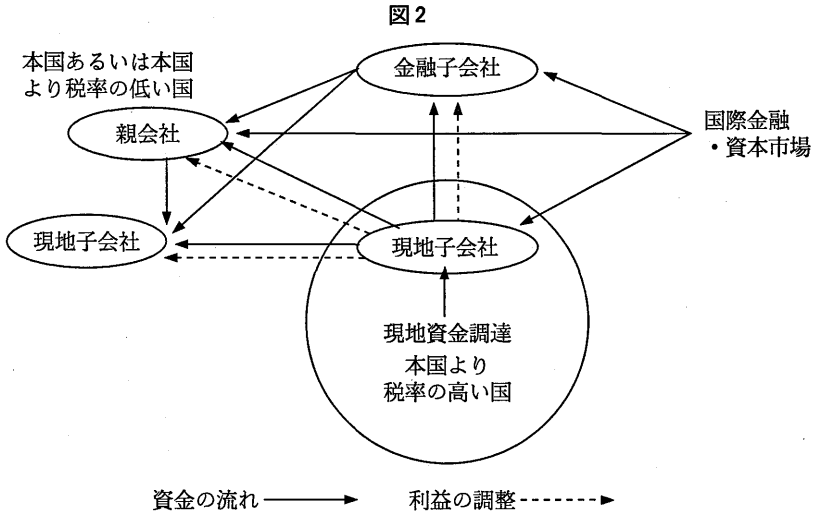 図2
本国あるいは本国
より税率の低い国
金融子会社
親会社
国際金融
・資本市場
現地子会社
現地子会社
現地資金調達
本国より
税率の高い国
資金の流れ
利益の調整